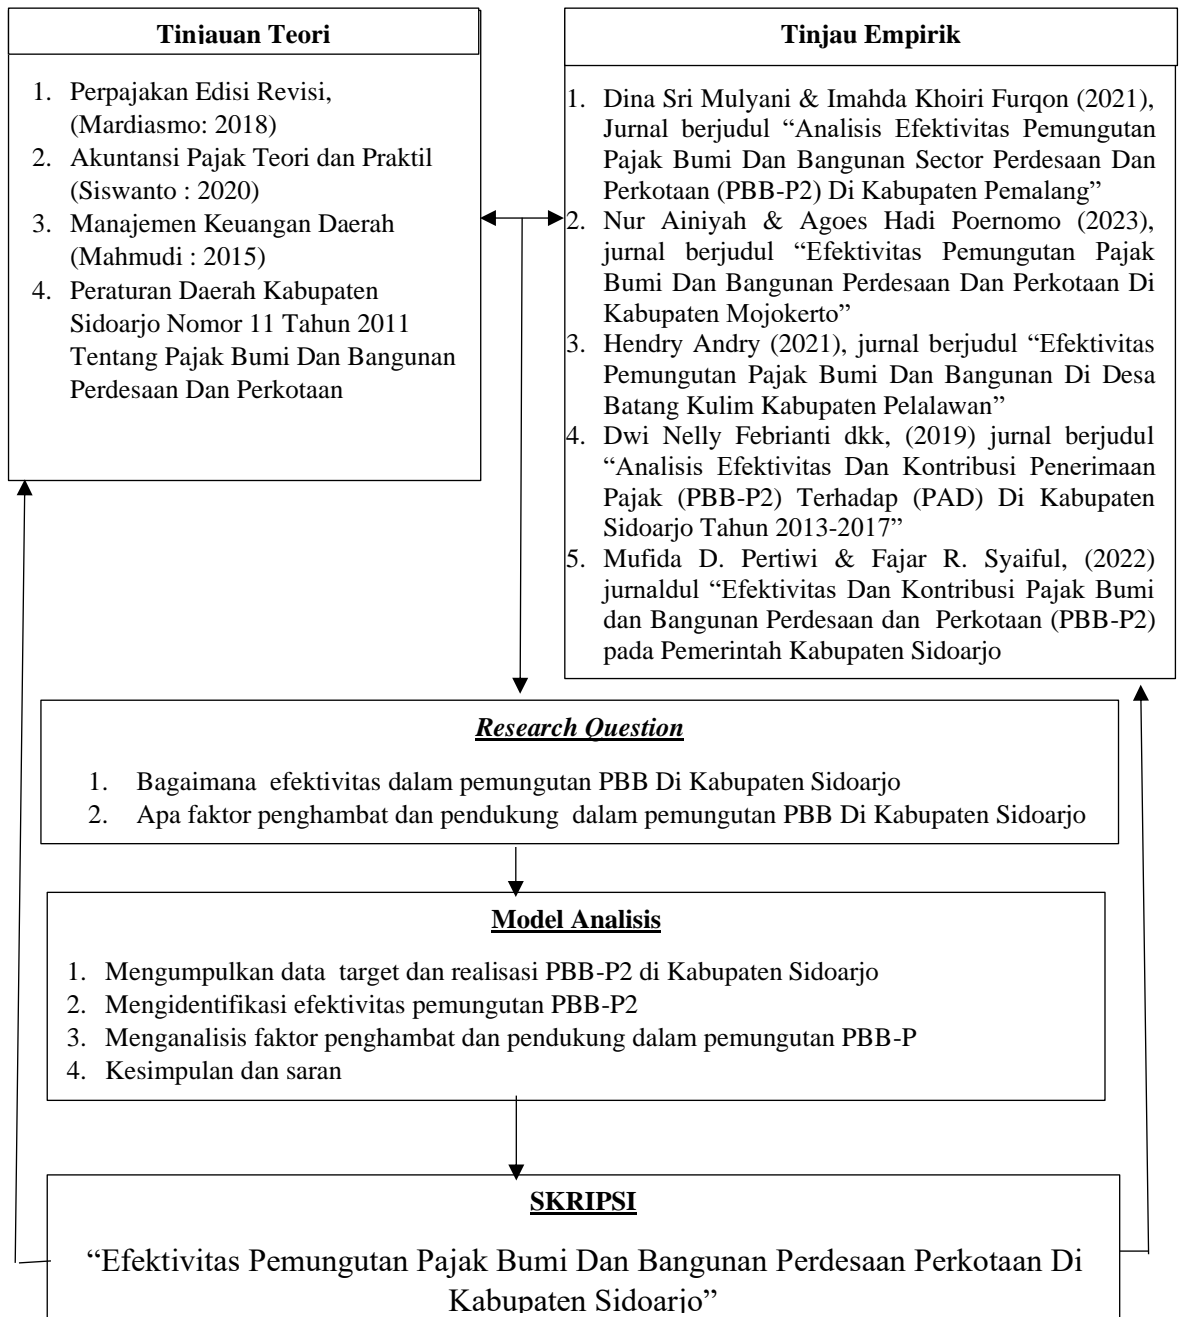 Tinjauan Teori
1. Perpajakan Edisi Revisi,
(Mardiasmo: 2018)
2. Akuntansi Pajak Teori dan Praktil
(Siswanto : 2020)
3. Manajemen Keuangan Daerah
(Mahmudi : 2015)
4. Peraturan Daerah Kabupaten
Sidoarjo Nomor 11 Tahun 2011
Tentang Pajak Bumi Dan Bangunan
Perdesaan Dan Perkotaan
Tinjau Empirik
1. Dina Sri Mulyani & Imahda Khoiri Furqon (2021),
Jurnal berjudul “Analisis Efektivitas Pemungutan
Pajak Bumi Dan Bangunan Sector Perdesaan Dan
Perkotaan (PBB-P2) Di Kabupaten Pemalang”
2. Nur Ainiyah & Agoes Hadi Poernomo (2023),
jurnal berjudul “Efektivitas Pemungutan Pajak
Bumi Dan Bangunan Perdesaan Dan Perkotaan Di
Kabupaten Mojokerto”
3. Hendry Andry (2021), jurnal berjudul “Efektivitas
Pemungutan Pajak Bumi Dan Bangunan Di Desa
Batang Kulim Kabupaten Pelalawan”
4. Dwi Nelly Febrianti dkk, (2019) jurnal berjudul
“Analisis Efektivitas Dan Kontribusi Penerimaan
Pajak (PBB-P2) Terhadap (PAD) Di Kabupaten
Sidoarjo Tahun 2013-2017”
5. Mufida D. Pertiwi & Fajar R. Syaiful, (2022)
jurnaldul “Efektivitas Dan Kontribusi Pajak Bumi
dan Bangunan Perdesaan dan Perkotaan (PBB-P2)
pada Pemerintah Kabupaten Sidoarjo
Research Question
1. Bagaimana efektivitas dalam pemungutan PBB Di Kabupaten Sidoarjo
2. Apa faktor penghambat dan pendukung dalam pemungutan PBB Di Kabupaten Sidoarjo
Model Analisis
1. Mengumpulkan data target dan realisasi PBB-P2 di Kabupaten Sidoarjo
2. Mengidentifikasi efektivitas pemungutan PBB-P2
3. Menganalisis faktor penghambat dan pendukung dalam pemungutan PBB-P
4. Kesimpulan dan saran
SKRIPSI
“Efektivitas Pemungutan Pajak Bumi Dan Bangunan Perdesaan Perkotaan Di
Kabupaten Sidoarjo”